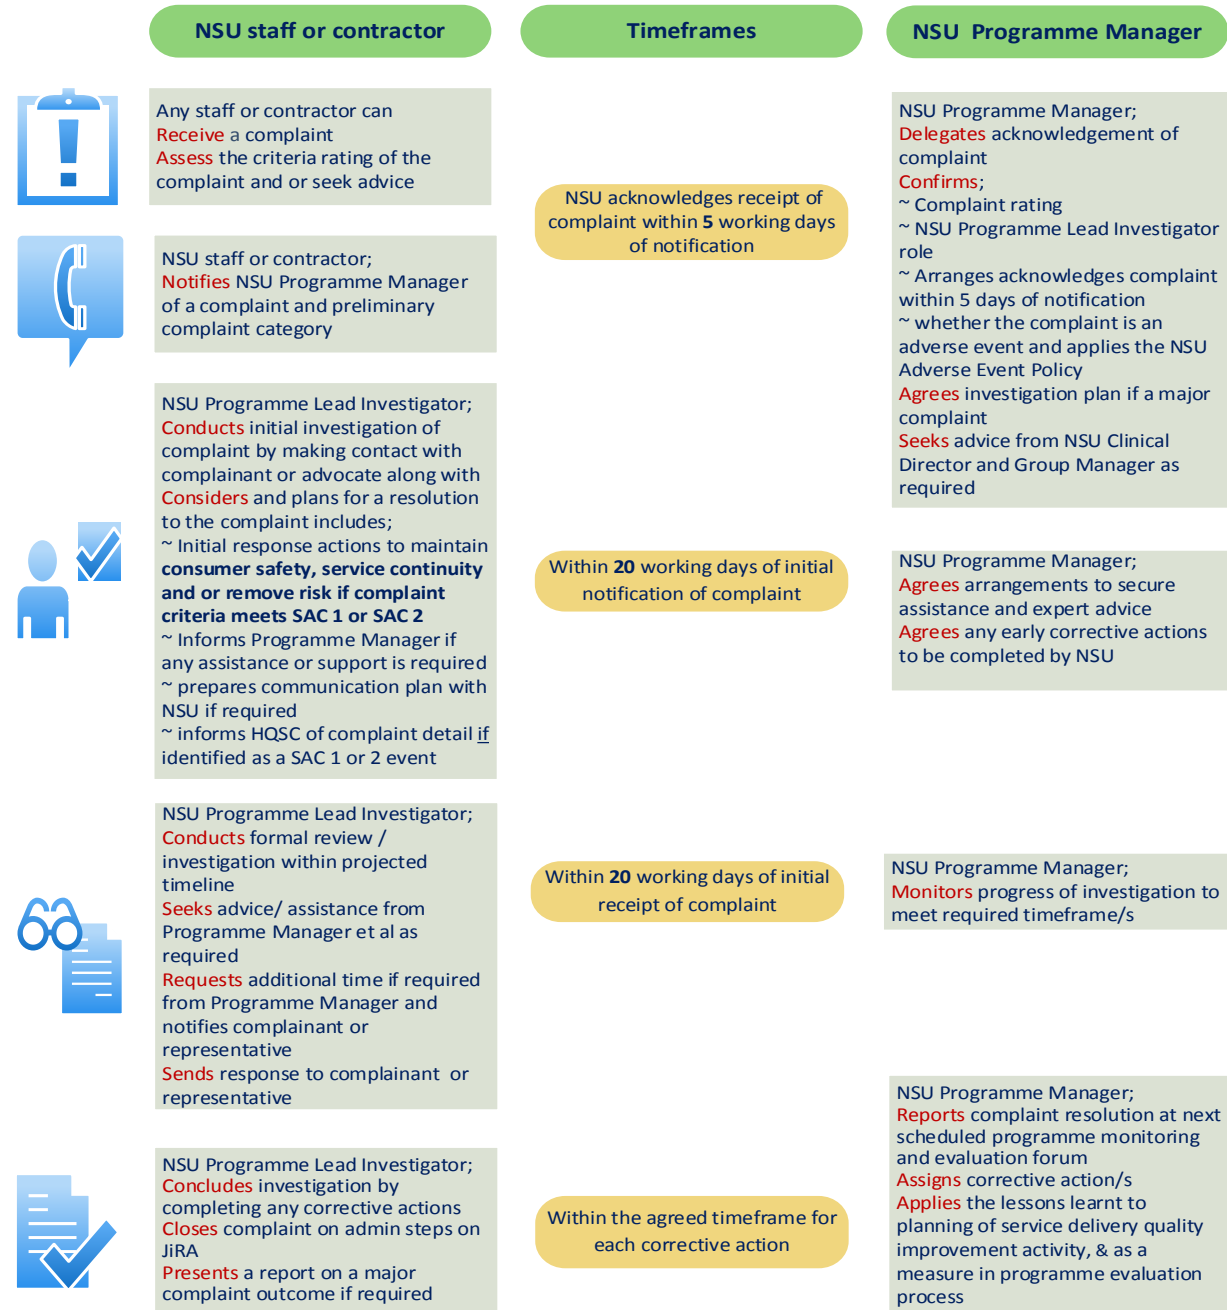 NSU staff or contractor
Timeframes
NSU  Programme Manager
Any staff or contractor can
Receive a complaint
Assess the criteria rating of the
complaint and or seek advice
NSU staff or contractor;
Notifies NSU Programme Manager
of a complaint and preliminary
complaint category
NSU acknowledges receipt of
complaint within 5 working days
of notification
NSU Programme Manager;
Delegates acknowledgement of
complaint
Confirms;
~ Complaint rating
~ NSU Programme Lead Investigator
role
~ Arranges acknowledges complaint
within 5 days of notification
~ whether the complaint is an
adverse event and applies the NSU
Adverse Event Policy
Agrees investigation plan if a major
complaint
Seeks advice from NSU Clinical
Director and Group Manager as
required
NSU Programme Lead Investigator;
Conducts initial investigation of
complaint by making contact with
complainant or advocate along with
Considers and plans for a resolution
to the complaint includes;
~ Initial response actions to maintain
consumer safety, service continuity
and or remove risk if complaint
criteria meets SAC 1 or SAC 2
~ Informs Programme Manager if
any assistance or support is required
~ prepares communication plan with
NSU if required
~ informs HQSC of complaint detail if
identified as a SAC 1 or 2 event
Within 20 working days of initial
notification of complaint
NSU Programme Manager;
Agrees arrangements to secure
assistance and expert advice
Agrees any early corrective actions
to be completed by NSU
NSU Programme Lead Investigator;
Conducts formal review /
investigation within projected
timeline
Seeks advice/ assistance from
Programme Manager et al as
required
Requests additional time if required
from Programme Manager and
notifies complainant or
representative
Sends response to complainant  or
representative
Within 20 working days of initial
receipt of complaint
NSU Programme Manager;
Monitors progress of investigation to
meet required timeframe/s
NSU Programme Lead Investigator;
Concludes investigation by
completing any corrective actions
Closes complaint on admin steps on
JiRA
Presents a report on a major
complaint outcome if required
Within the agreed timeframe for
each corrective action
NSU Programme Manager;
Reports complaint resolution at next
scheduled programme monitoring
and evaluation forum
Assigns corrective action/s
Applies the lessons learnt to
planning of service delivery quality
improvement activity, & as a
measure in programme evaluation
process